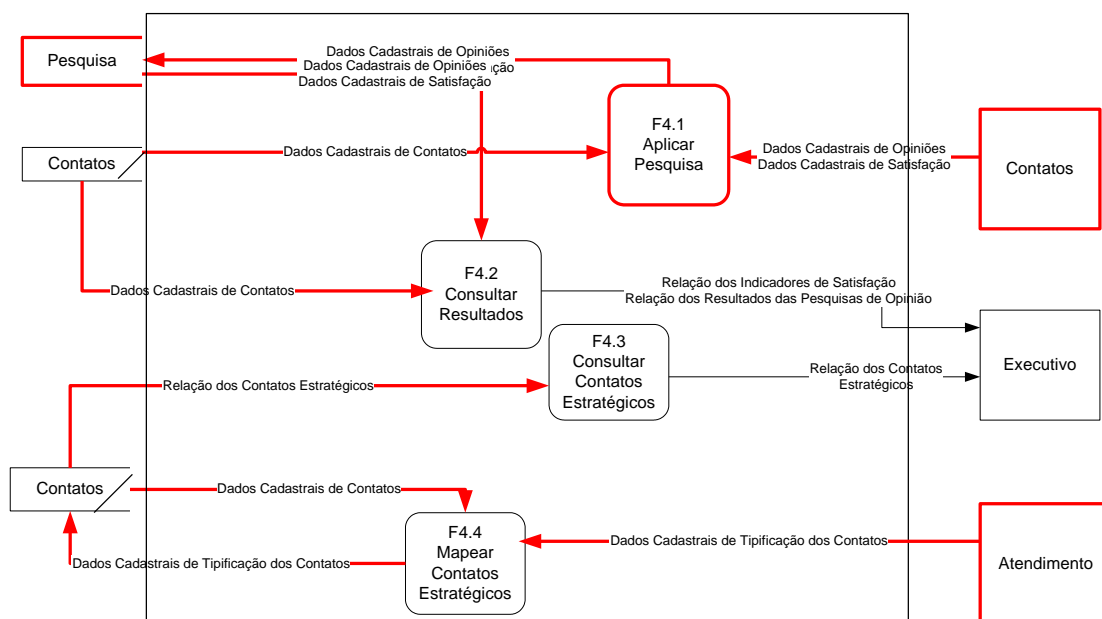 Dados Cadastrais de Opiniões
Pesquisa
Dados Cadastrais de Opiniões
Dados Cadastrais de Satisfação
F4.1
Aplicar
Pesquisa
Contatos
Dados Cadastrais de Contatos
Dados Cadastrais de Opiniões
Dados Cadastrais de Satisfação
Contatos
F4.2
Consultar
Resultados
Dados Cadastrais de Contatos
Relação dos Indicadores de Satisfação
Relação dos Resultados das Pesquisas de Opinião
F4.3
Consultar
Contatos
Estratégicos
Executivo
Relação dos Contatos Estratégicos
Relação dos Contatos
Estratégicos
Contatos
Dados Cadastrais de Contatos
F4.4
Mapear
Contatos
Estratégicos
Dados Cadastrais de Tipificação dos Contatos
Dados Cadastrais de Tipificação dos Contatos
Atendimento